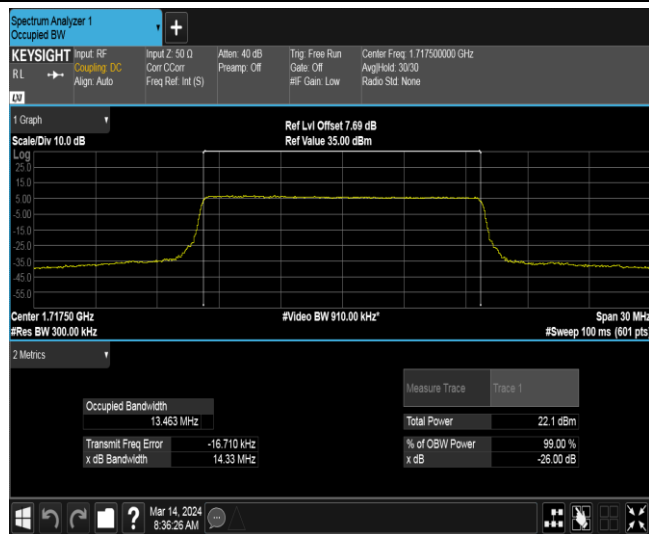 Spectrum Analyzer 1
Occupied BW
+
KEYSIGHT
RL
LXI
Input: RF
Coupling: DC
Align: Auto
Input Z: 50 Ω
Corr CCorr
Freq Ref: Int (S)
Atten: 40 dB
Preamp: Off
Trig: Free Run
Gate: Off
#IF Gain: Low
Center Freq: 1.717500000 GHz
Avg|Hold: 30/30
Radio Std: None
1 Graph
Scale/Div 10.0 dB
Ref Lvl Offset 7.69 dB
Ref Value 35.00 dBm
Log
25.0
15.0
5.00
-5.00
-15.0
-25.0
-35.0
-45.0
-55.0
Center 1.71750 GHz
#Video BW 910.00 kHz*
Span 30 MHz
#Res BW 300.00 kHz
#Sweep 100 ms (601 pts)
2 Metrics
Measure Trace
Trace 1
Occupied Bandwidth
13.463 MHz
Total Power
22.1 dBm
Transmit Freq Error
-16.710 kHz
% of OBW Power
99.00 %
x dB Bandwidth
14.33 MHz
x dB
-26.00 dB
?
Mar 14, 2024
8:36:26 AM